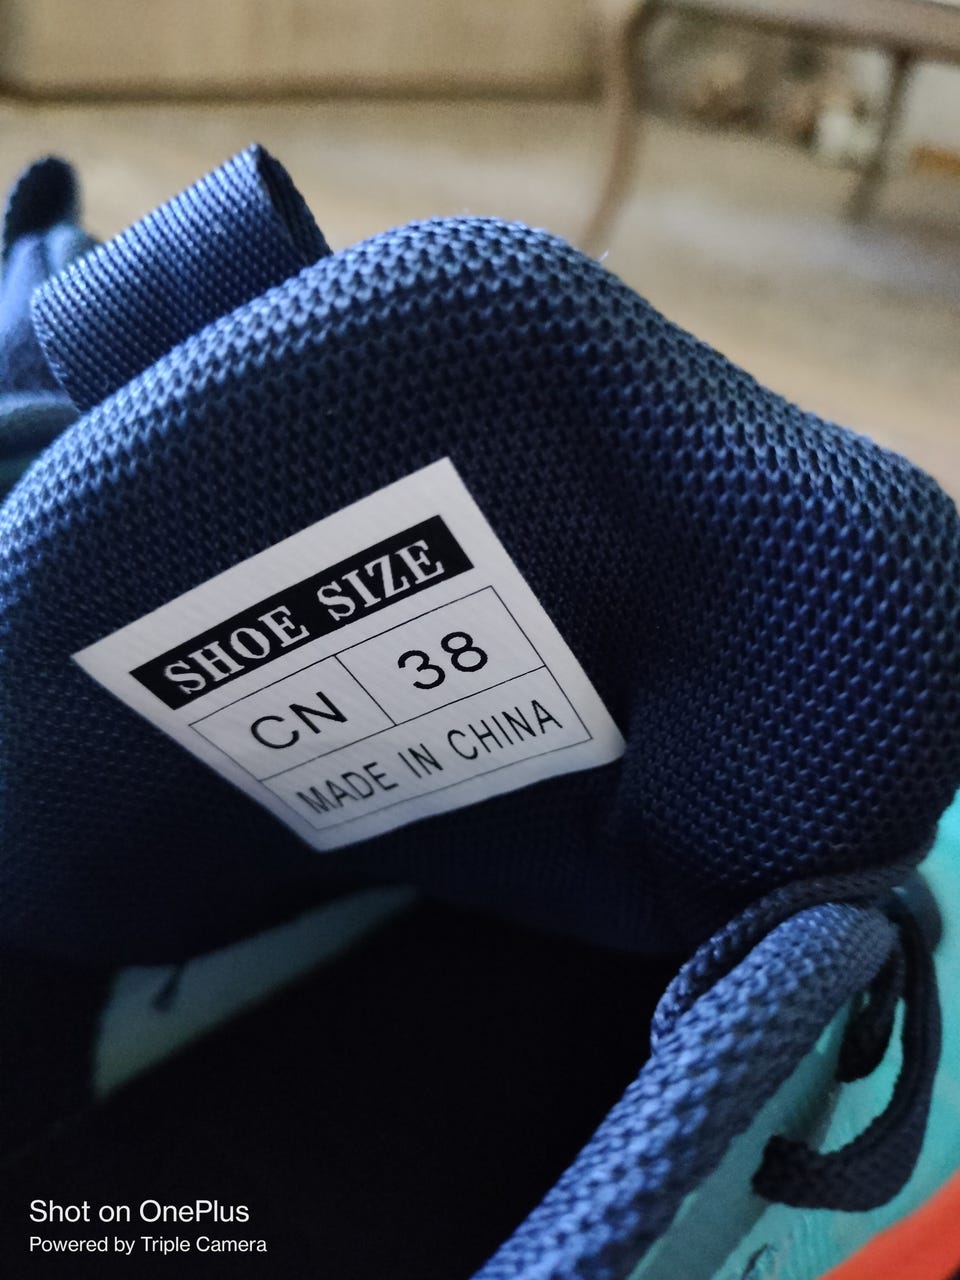 SHOE SIZE
CN 38
MADE IN CHINA
Shot on OnePlus
Powered by Triple Camera